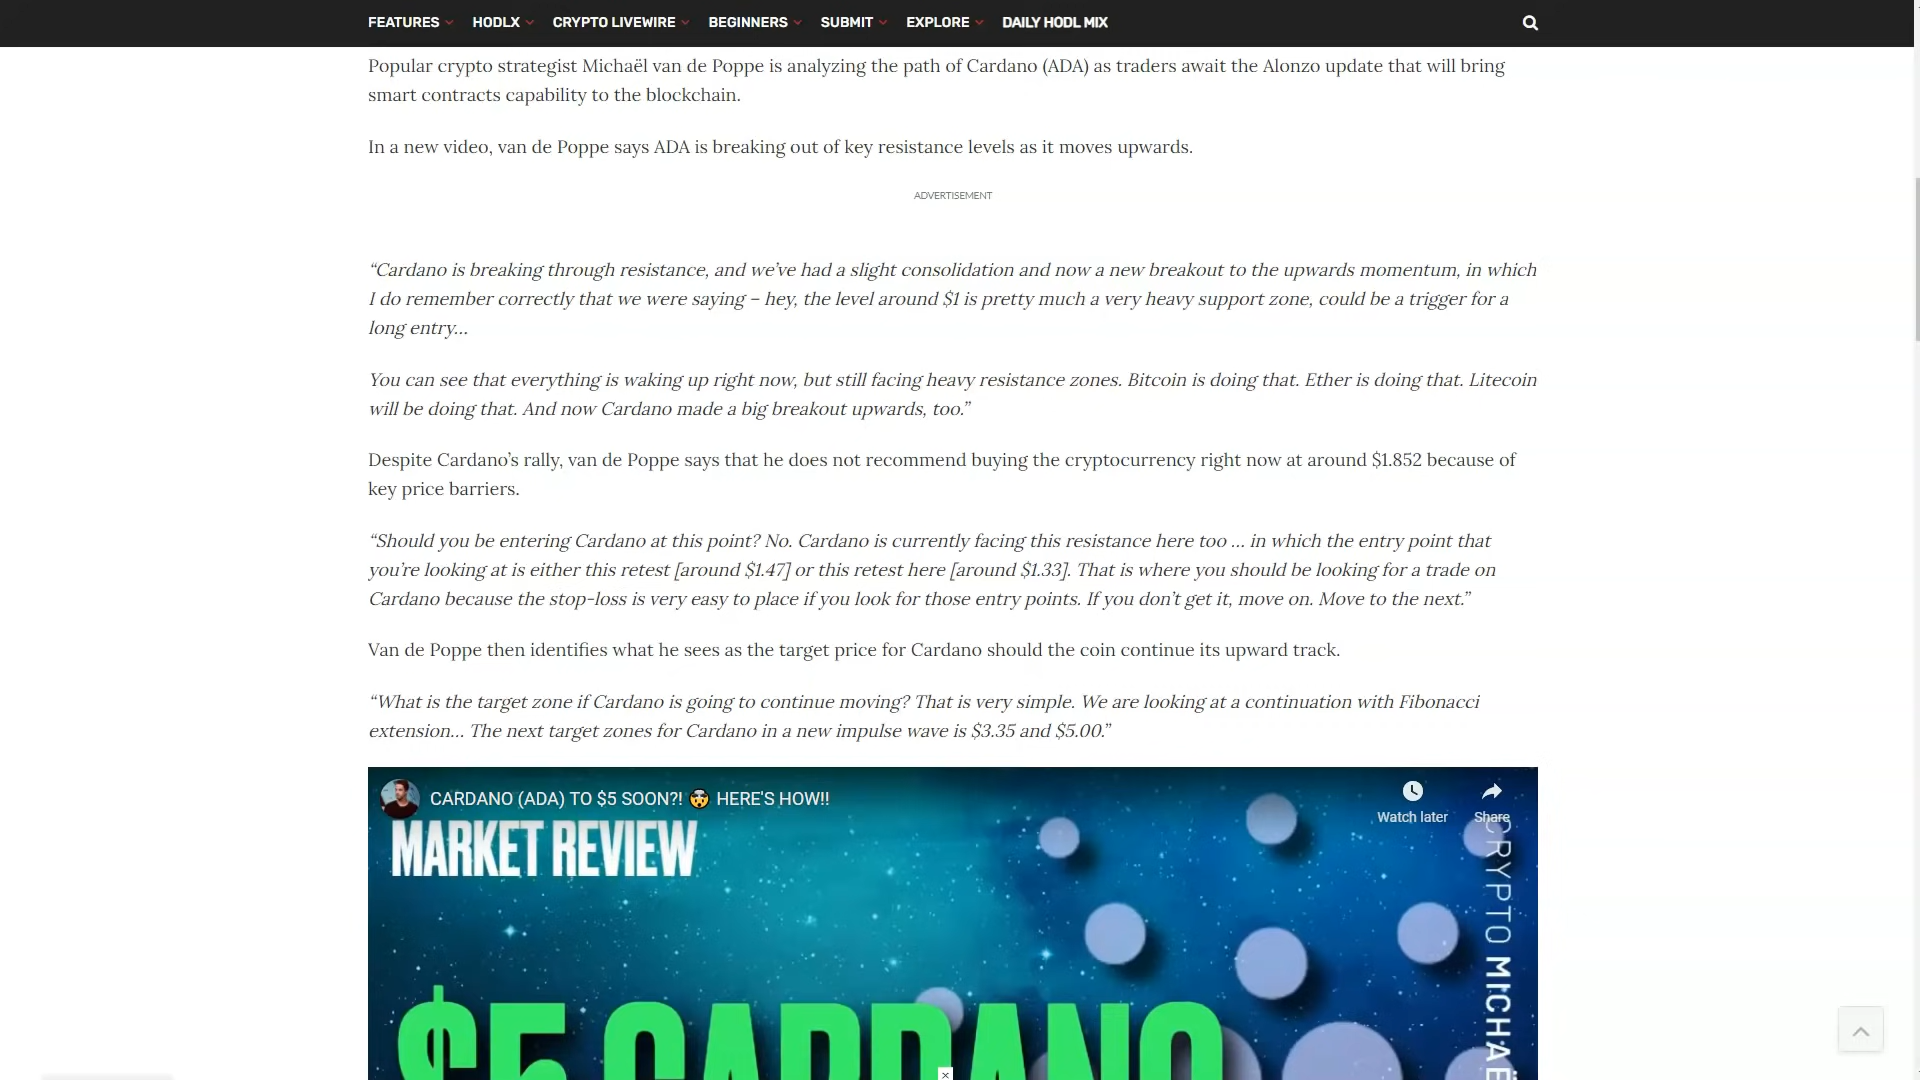 FEATURES HODLX CRYPTO LIVEWIRE BEGINNERS SUBMIT EXPLORE DAILY HODL MIX
Popular crypto strategist Michaël van de Poppe is analyzing the path of Cardano (ADA) as traders await the Alonzo update that will bring
smart contracts capability to the blockchain.
In a new video, van de Poppe says ADA is breaking out of key resistance levels as it moves upwards.
ADVERTISEMENT
“Cardano is breaking through resistance, and we’ve had a slight consolidation and now a new breakout to the upwards momentum, in which
I do remember correctly that we were saying – hey, the level around $1 is pretty much a very heavy support zone, could be a trigger for a
long entry…
You can see that everything is waking up right now, but still facing heavy resistance zones. Bitcoin is doing that. Ether is doing that. Litecoin
will be doing that. And now Cardano made a big breakout upwards, too.”
Despite Cardano’s rally, van de Poppe says that he does not recommend buying the cryptocurrency right now at around $1.852 because of
key price barriers.
“Should you be entering Cardano at this point? No. Cardano is currently facing this resistance here too … in which the entry point that
you’re looking at is either this retest [around $1.47] or this retest here [around $1.33]. That is where you should be looking for a trade on
Cardano because the stop-loss is very easy to place if you look for those entry points. If you don’t get it, move on. Move to the next.”
Van de Poppe then identifies what he sees as the target price for Cardano should the coin continue its upward track.
“What is the target zone if Cardano is going to continue moving? That is very simple. We are looking at a continuation with Fibonacci
extension… The next target zones for Cardano in a new impulse wave is $3.35 and $5.00.”
CARDANO (ADA) TO $5 SOON?! 🤯 HERE'S HOW!!
Watch later Share
MARKET REVIEW
CRYPTO MICHAË
$5 CARDANO